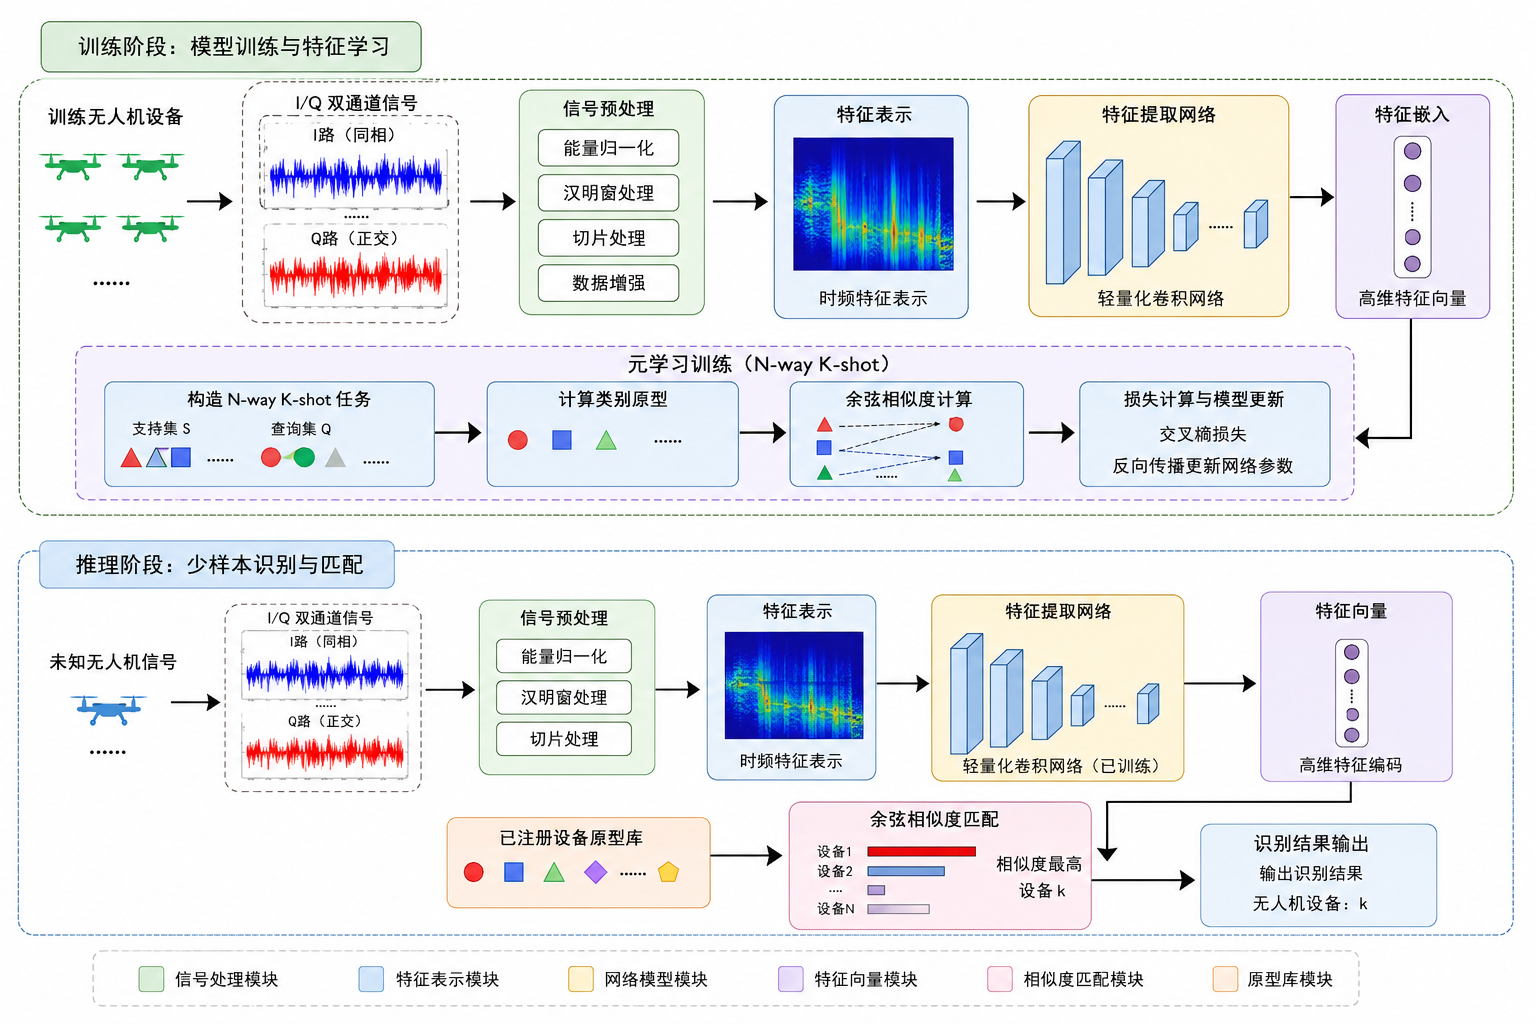 训练阶段：模型训练与特征学习
训练无人机设备
......
I/Q 双通道信号
I路（同相）
......
Q路（正交）
信号预处理
能量归一化
汉明窗处理
切片处理
数据增强
特征表示
时频特征表示
特征提取网络
......
轻量化卷积网络
特征嵌入
高维特征向量
元学习训练（N-way K-shot）
构造 N-way K-shot 任务
支持集 S
查询集 Q
......
......
计算类别原型
......
余弦相似度计算
......
损失计算与模型更新
交叉熵损失
反向传播更新网络参数
推理阶段：少样本识别与匹配
未知无人机信号
......
I/Q 双通道信号
I路（同相）
......
Q路（正交）
信号预处理
能量归一化
汉明窗处理
切片处理
特征表示
时频特征表示
特征提取网络
......
轻量化卷积网络（已训练）
特征向量
高维特征编码
已注册设备原型库
......
余弦相似度匹配
设备1
设备2
....
设备N
相似度最高
设备 k
识别结果输出
输出识别结果
无人机设备：k
信号处理模块
特征表示模块
网络模型模块
特征向量模块
相似度匹配模块
原型库模块